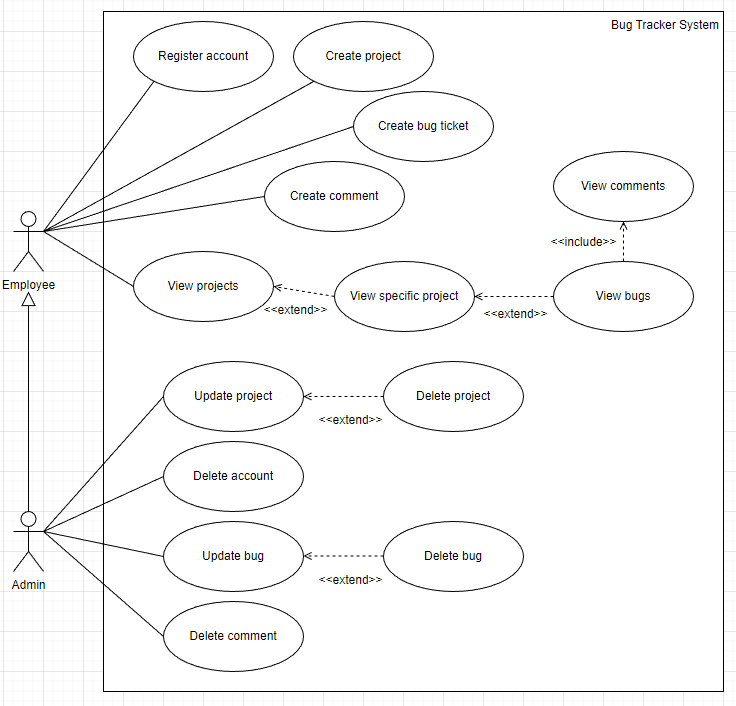 Bug Tracker System
Register account
Create project
Create bug ticket
Create comment
View comments
<<include>>
Employee
View projects
<<extend>>
View specific project
<<extend>>
View bugs
Update project
<<extend>>
Delete project
Delete account
Admin
Update bug
<<extend>>
Delete bug
Delete comment